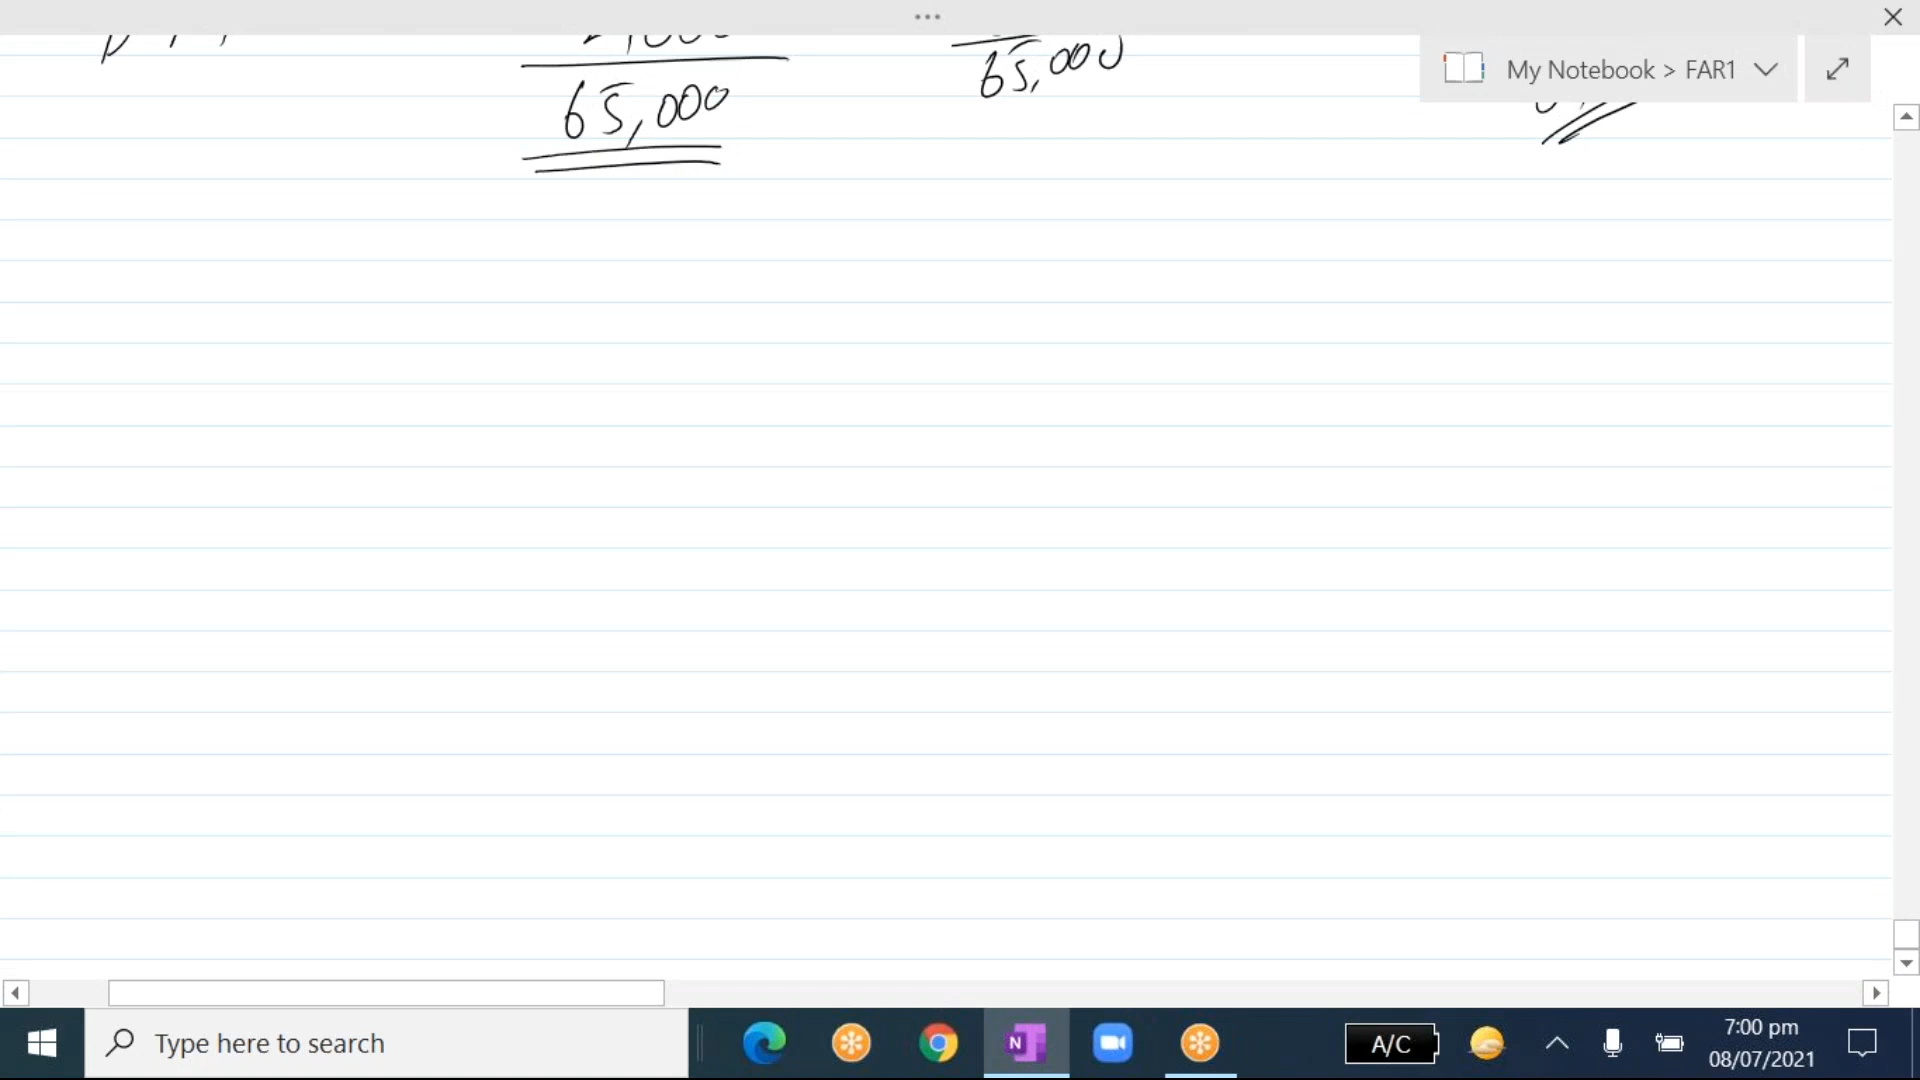 My Notebook > FAR1
65,000
65,000
Type here to search
N
A/C
7:00 pm
08/07/2021